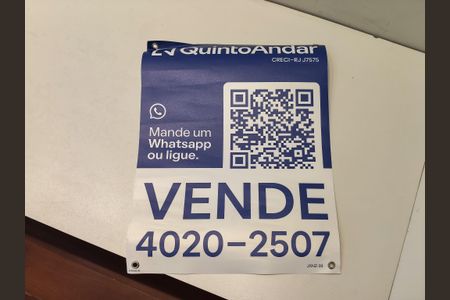 QuintoAndar
CRECI-RJ J7575
Mande um
Whatsapp
ou ligue.
VENDE
4020-2507